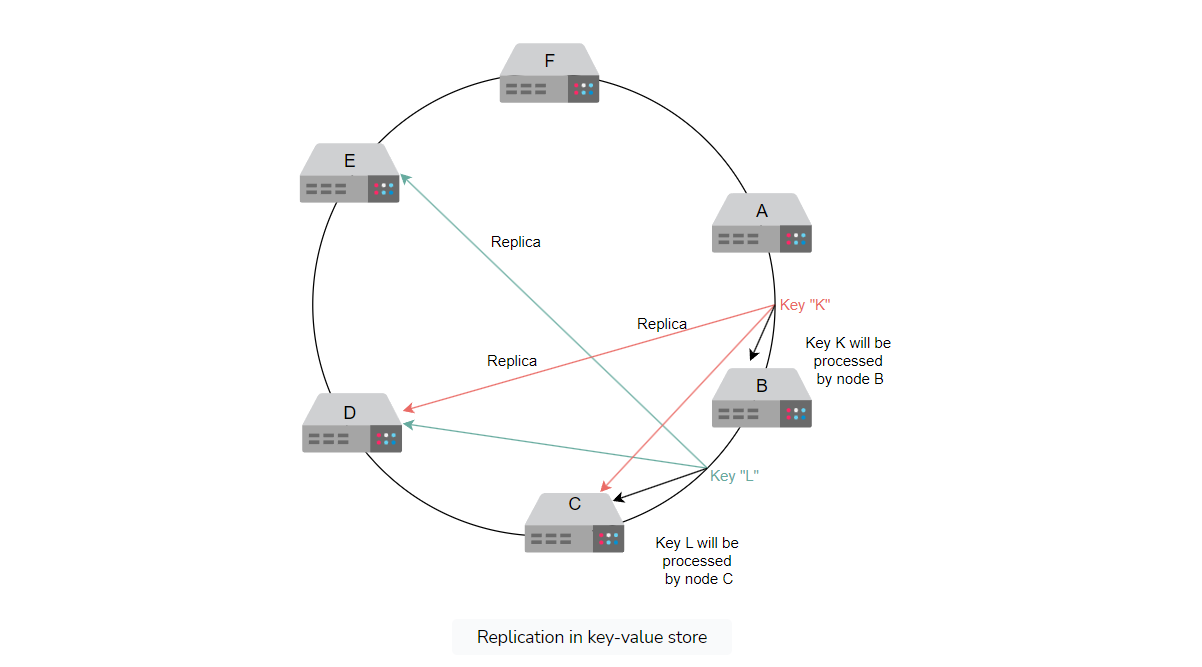 F
E
A
Replica
Key "K"
Replica
Key K will be
processed
by node B
Replica
B
D
Key "L"
C
Key L will be
processed
by node C
Replication in key-value store